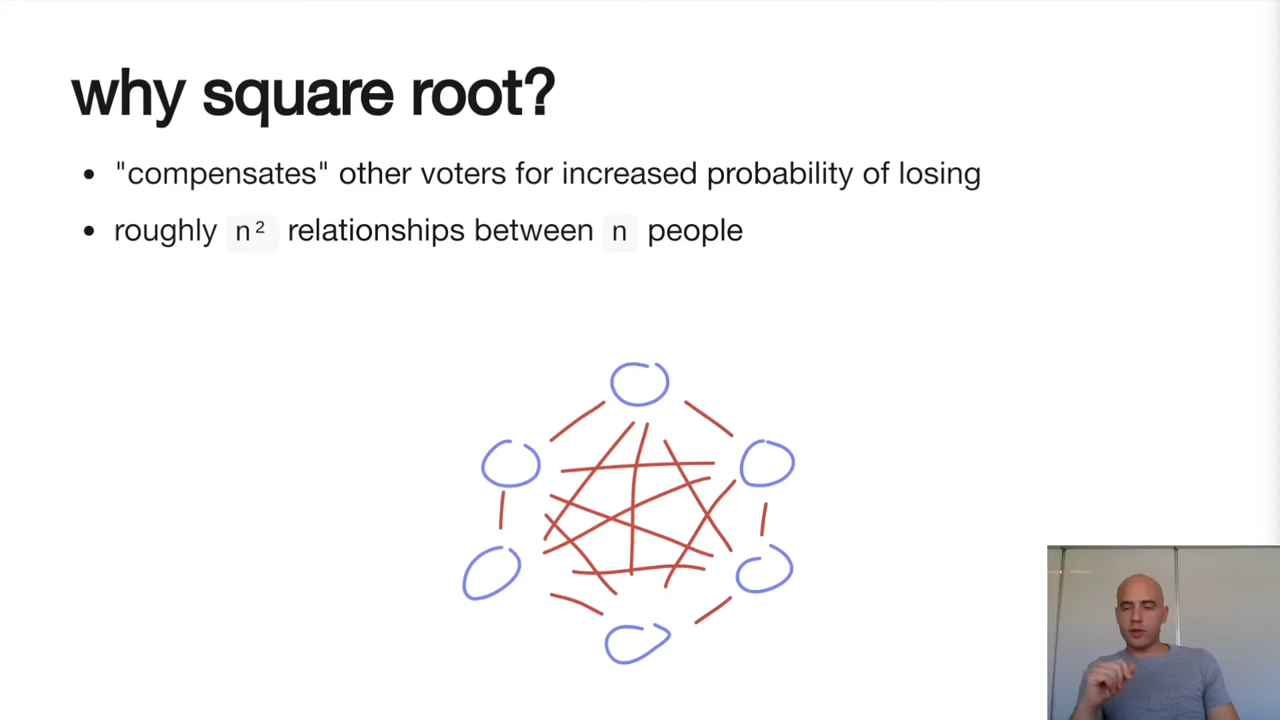 why square root?
• "compensates" other voters for increased probability of losing
• roughly n² relationships between n people